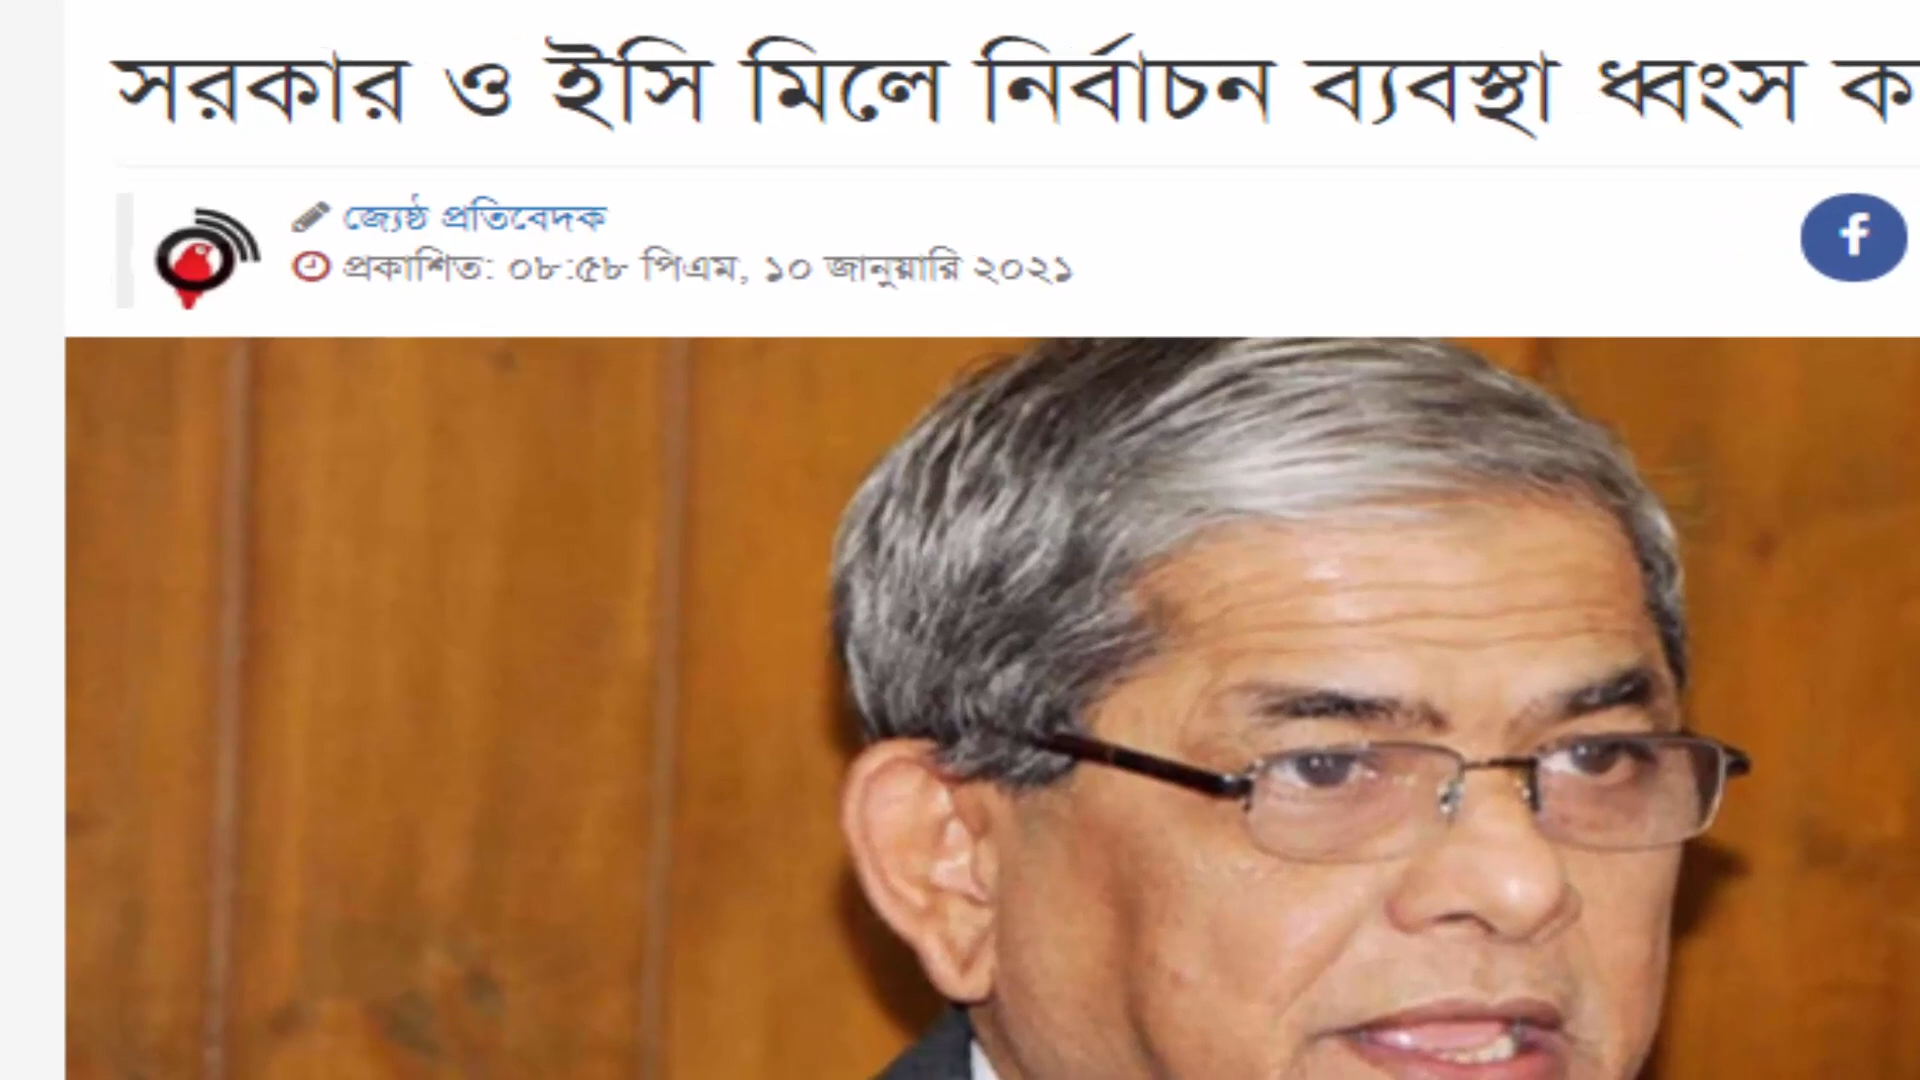 সরকার ও ইসি মিলে নির্বাচন ব্যবস্থা ধ্বংস ক
জ্যেষ্ঠ প্রতিবেদক
প্রকাশিত: ০৮:৫৮ পিএম, ১০ জানুয়ারি ২০২১
f